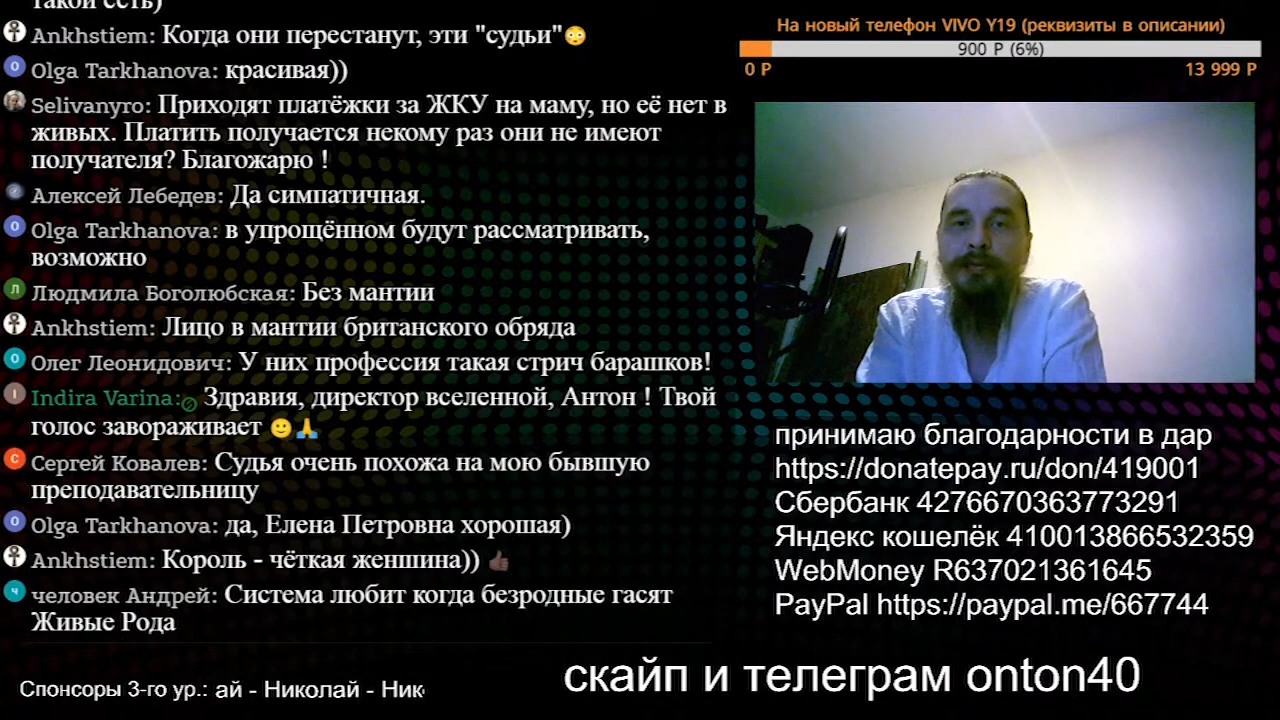 такой есть)
Ankhstiem: Когда они перестанут, эти "судьи"😳
Olga Tarkhanova: красивая))
Selivanyro: Приходят платёжки за ЖКУ на маму, но её нет в
живых. Платить получается некому раз они не имеют
получателя? Благожарю !
Алексей Лебедев: Да симпатичная.
Olga Tarkhanova: в упрощённом будут рассматривать,
возможно
Людмила Боголюбская: Без мантии
Ankhstiem: Лицо в мантии британского обряда
Олег Леонидович: У них профессия такая стрич барашков!
Indira Varina: Здравия, директор вселенной, Антон ! Твой
голос завораживает 🙂🙏
Сергей Ковалев: Судья очень похожа на мою бывшую
преподавательницу
Olga Tarkhanova: да, Елена Петровна хорошая)
Ankhstiem: Король - чёткая женшина)) 👍🏿
человек Андрей: Система любит когда безродные гасят
Живые Рода
Спонсоры 3-го ур.: ай - Николай - Ник
На новый телефон VIVO Y19 (реквизиты в описании)
900 Р (6%)
0 Р 13 999 Р
принимаю благодарности в дар
https://donatepay.ru/don/419001
Сбербанк 4276670363773291
Яндекс кошелёк 410013866532359
WebMoney R637021361645
PayPal https://paypal.me/667744
скайп и телеграм onton40